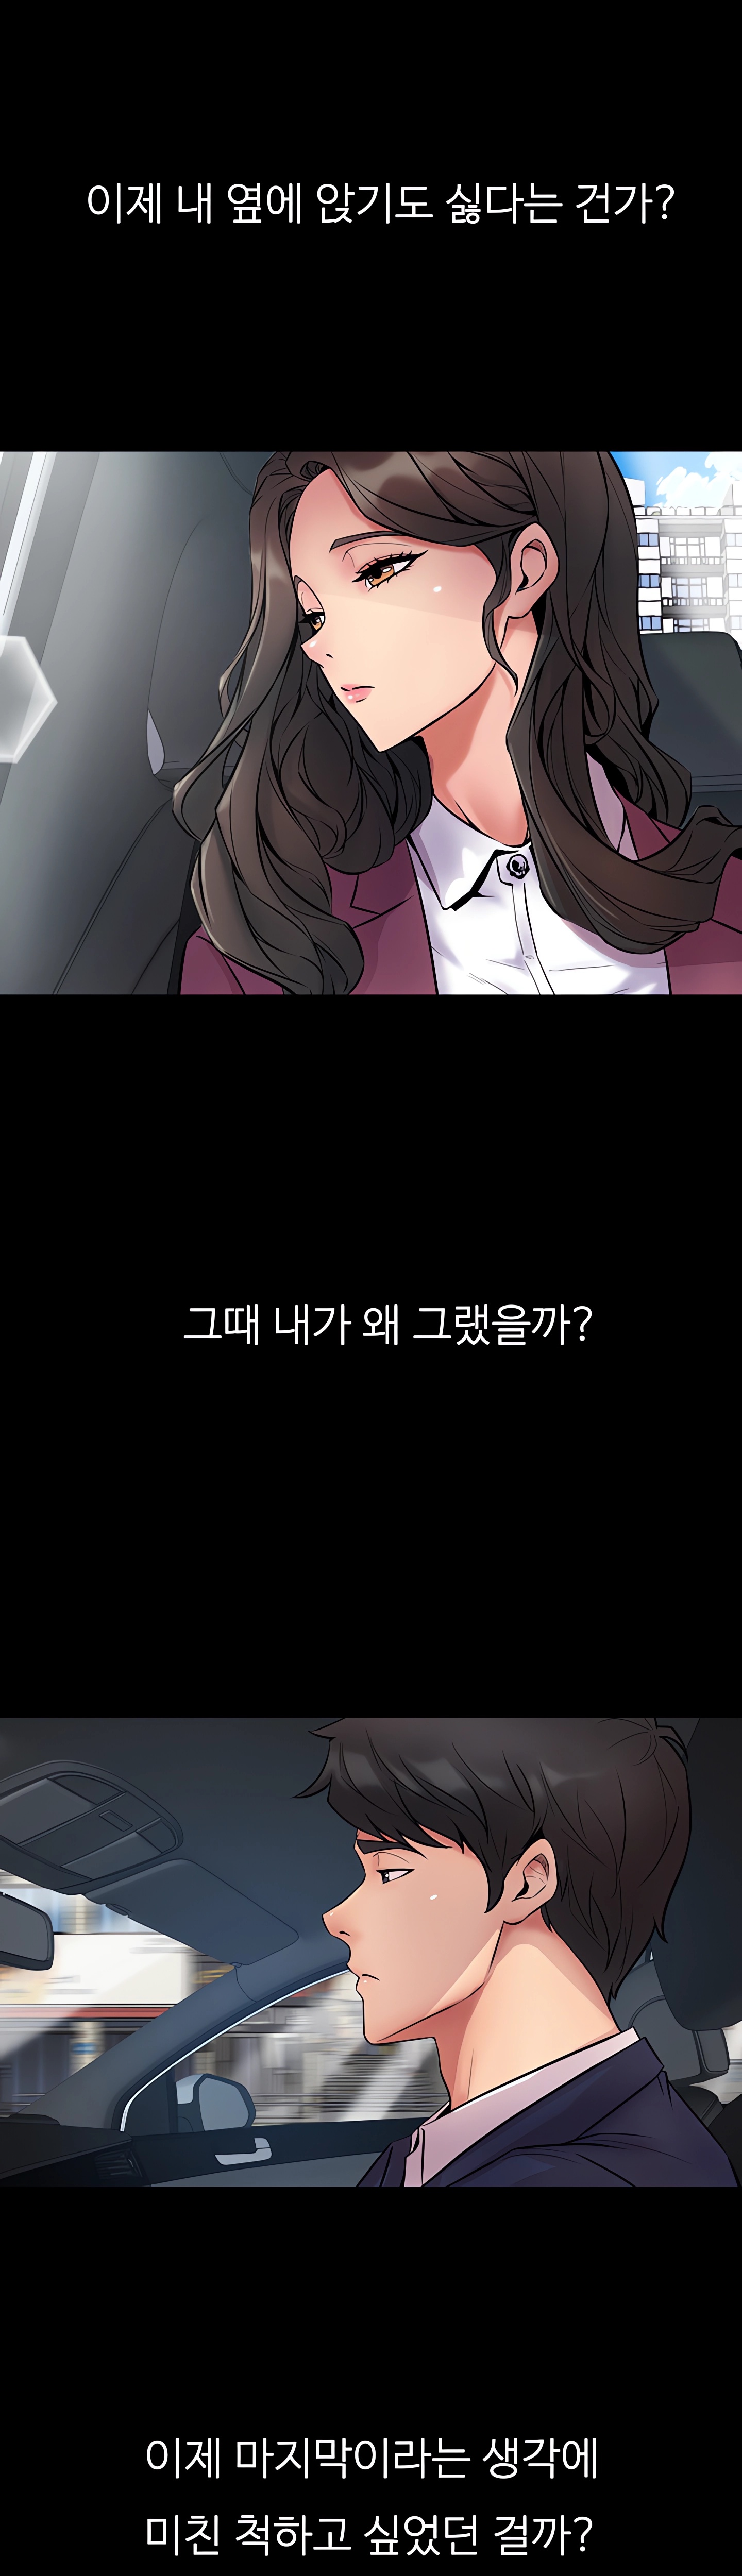 이제 내 옆에 앉기도 싫다는 건가?
그때 내가 왜 그랬을까?
이제 마지막이라는 생각에
미친 척하고 싶었던 걸까?